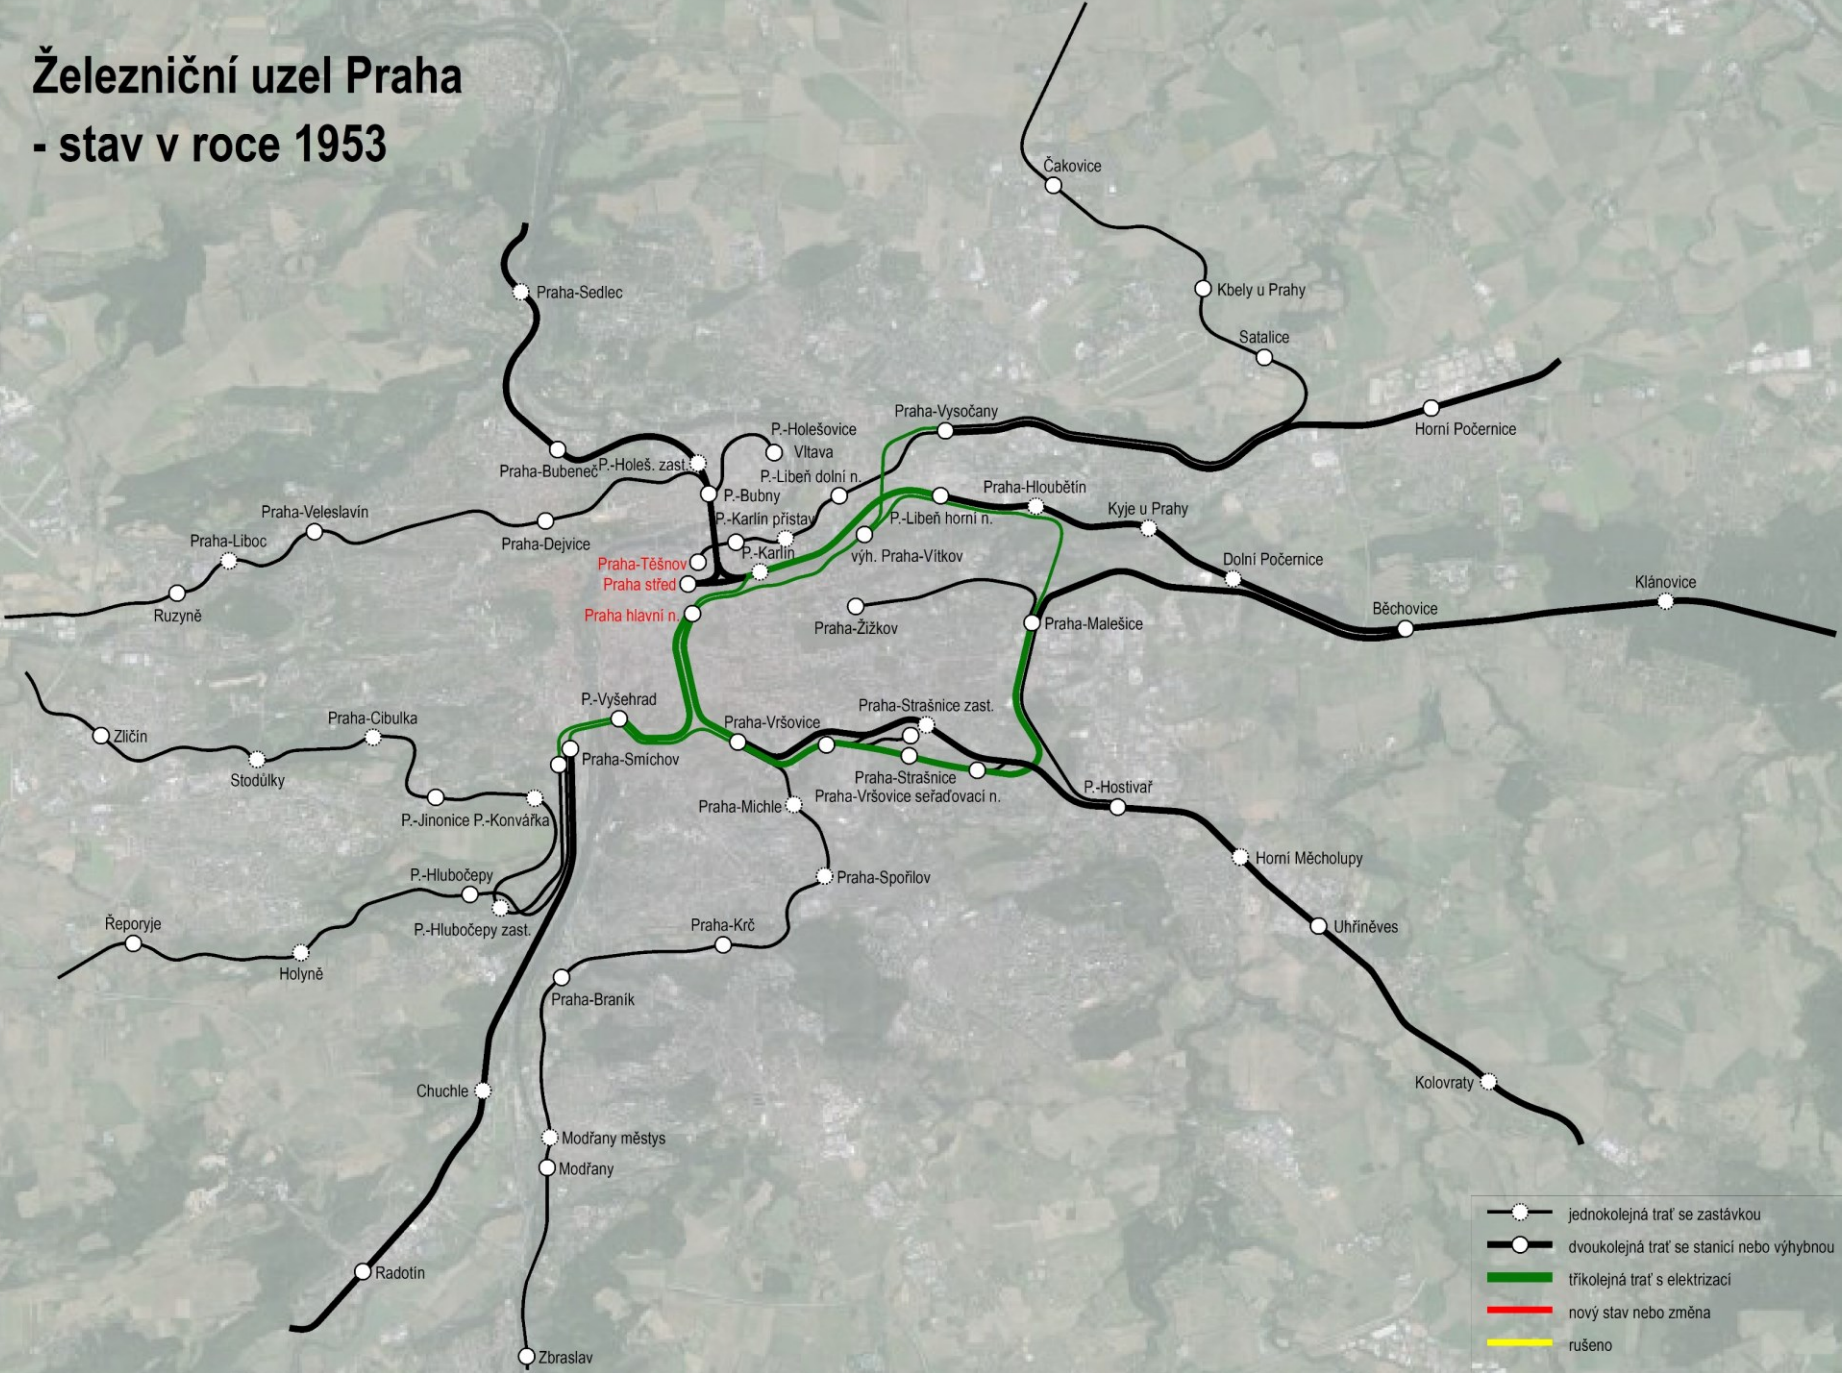 Železniční uzel Praha
- stav v roce 1953
Čakovice
Praha-Sedlec
Kbely u Prahy
Satalice
Praha-Vysočany
Horní Počernice
P.-Holešovice
Vltava
Praha-Bubeneč
P.-Holeš. zast.
P.-Libeň dolní n.
P.-Bubny
Praha-Hloubětín
Kyje u Prahy
Praha-Veleslavín
P.-Karlín přístav
P.-Libeň horní n.
Praha-Liboc
Praha-Dejvice
P.-Karlín
výh. Praha-Vítkov
Dolní Počernice
Praha-Těšnov
Praha střed
Klánovice
Ruzyně
Praha hlavní n.
Praha-Žižkov
Praha-Malešice
Běchovice
P.-Vyšehrad
Praha-Strašnice zast.
Praha-Cibulka
Praha-Vršovice
Zličín
Praha-Smíchov
Stodůlky
Praha-Strašnice
Praha-Vršovice seřaďovací n.
P.-Hostivař
Praha-Michle
P.-Jinonice
P.-Konvářka
Horní Měcholupy
P.-Hlubočepy
Praha-Spořilov
Řeporyje
P.-Hlubočepy zast.
Praha-Krč
Uhříněves
Holyně
Praha-Braník
Chuchle
Kolovraty
Modřany městys
Modřany
Radotín
Zbraslav
jednokolejná trať se zastávkou
dvoukolejná trať se stanicí nebo výhybnou
tříkolejná trať s elektrizací
nový stav nebo změna
rušeno